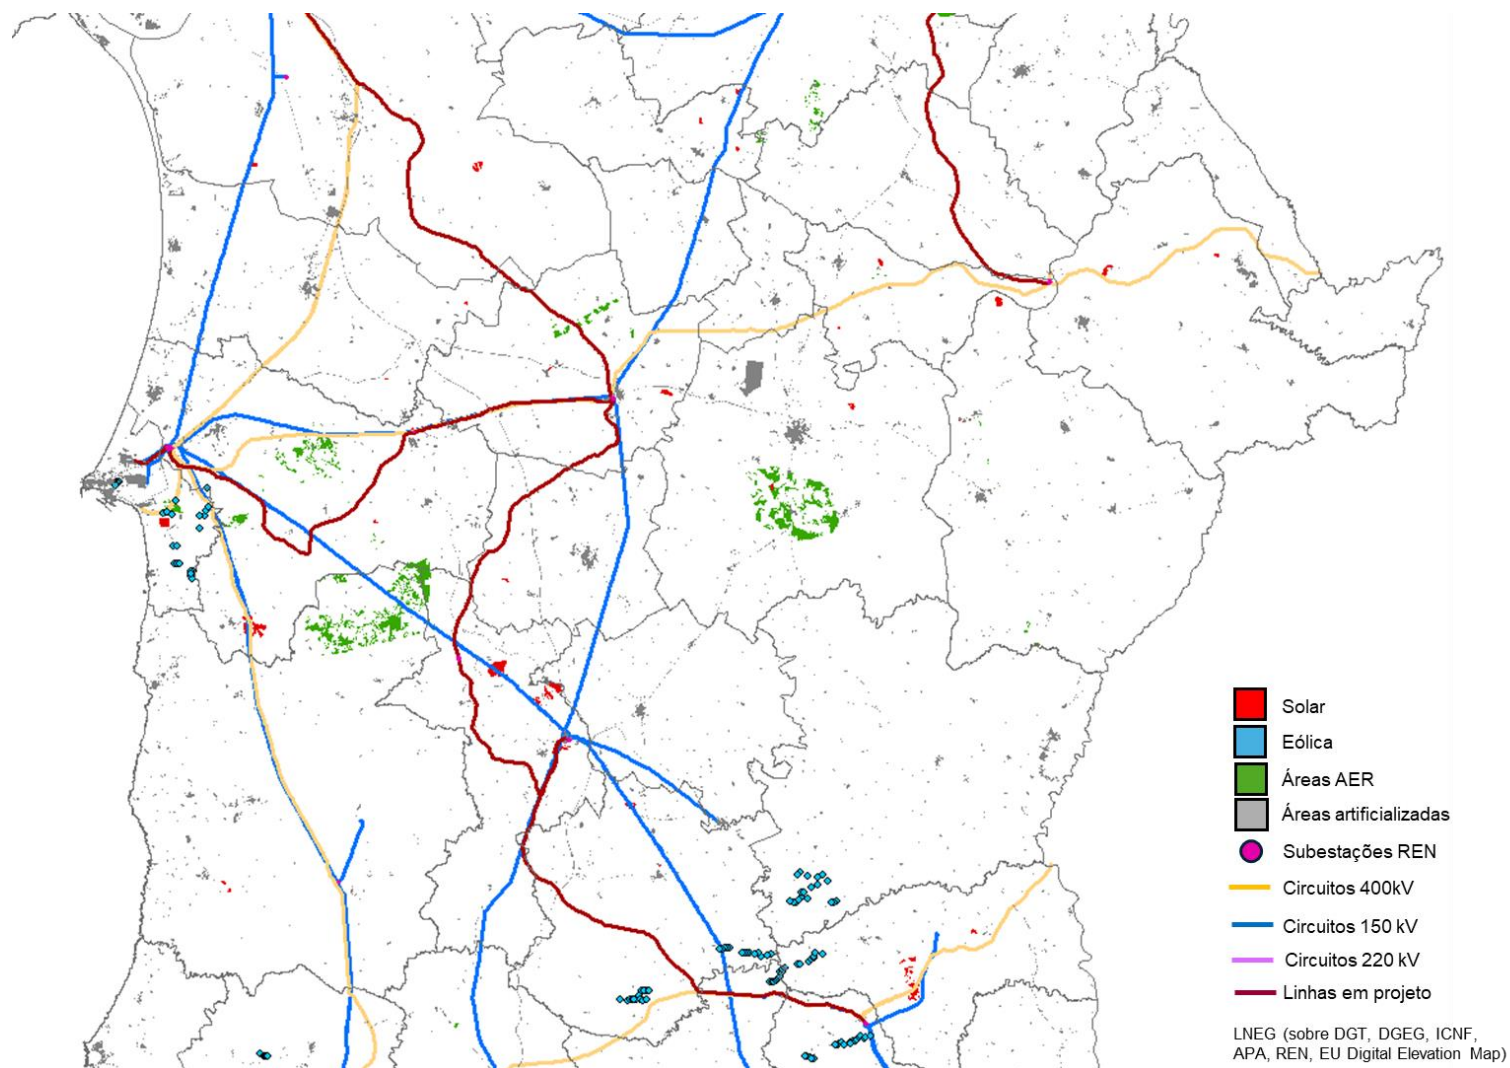 Solar
Eólica
Áreas AER
Áreas artificializadas
Subestações REN
Circuitos 400kV
Circuitos 150 kV
Circuitos 220 kV
Linhas em projeto
LNEG (sobre DGT, DGEG, ICNF,
APA, REN, EU Digital Elevation Map)